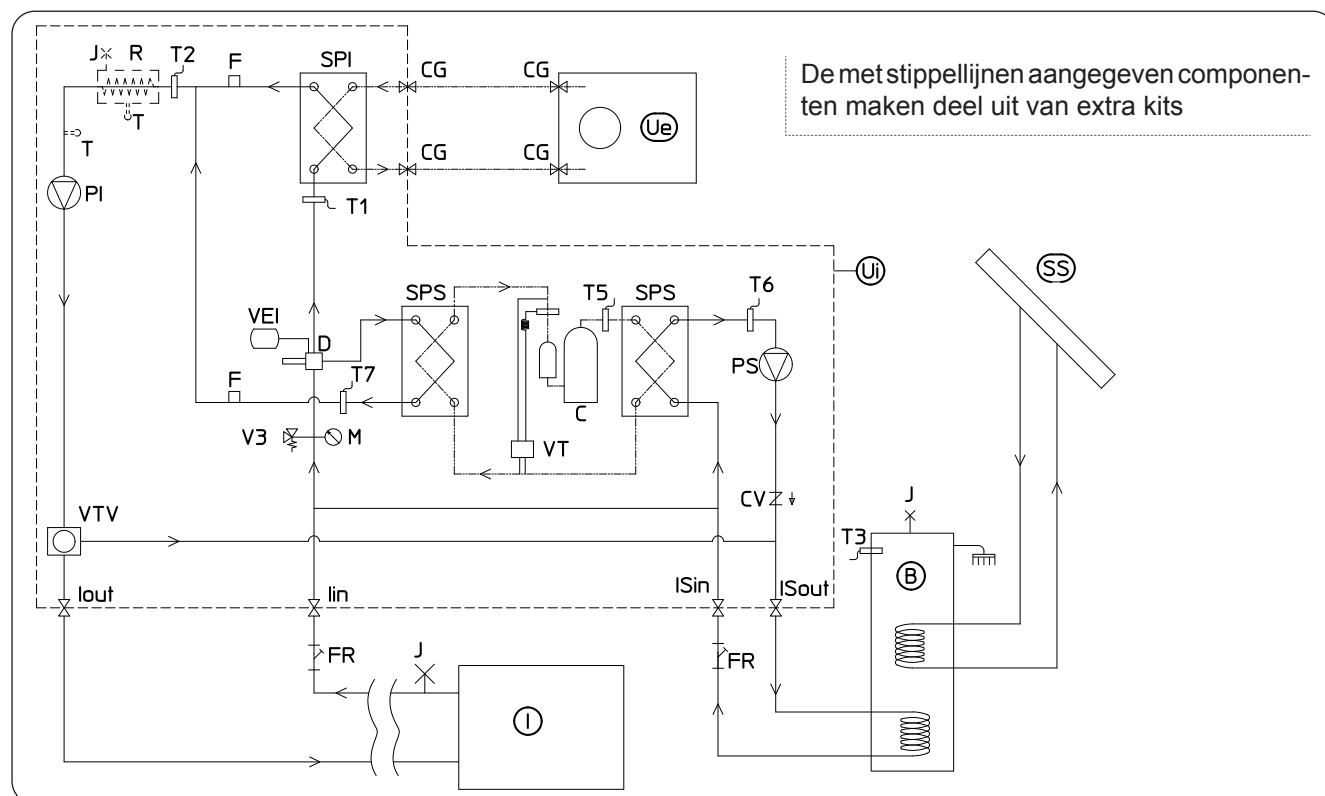 J R T2 F SPI CG CG
De met stippellijnen aangegeven componen-
ten maken deel uit van extra kits
Ue
T
T
CG CG
PI
T1
SS
Ui
SPS T5 SPS T6
VEI
D
PS
F T7
C
V3 M
VT
CV
J
VTV
T3
B
Iout Iin ISin ISout
FR J FR
I